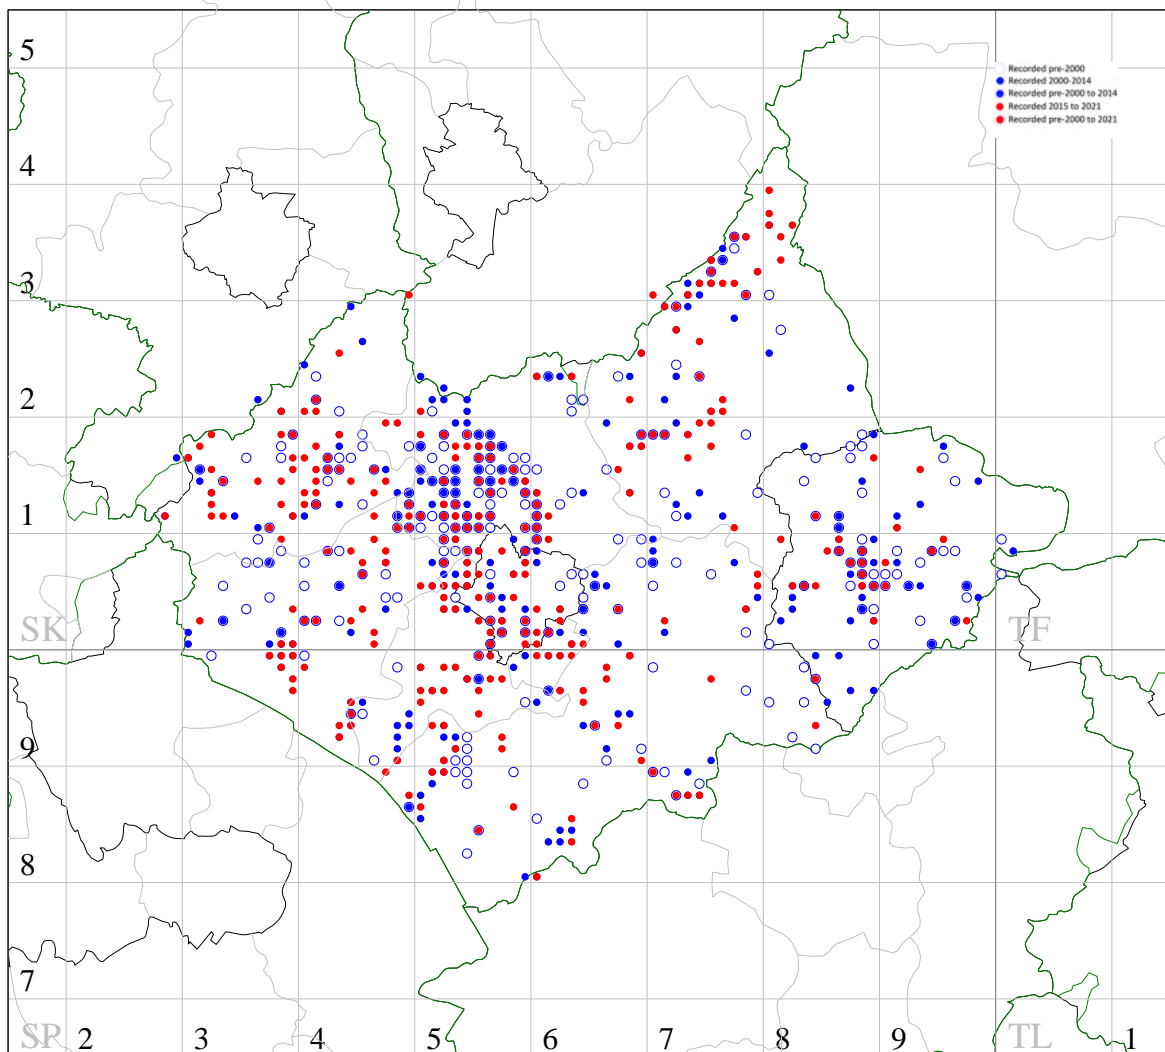 5
Recorded pre-2000
Recorded 2000-2014
Recorded pre-2000 to 2014
Recorded 2015 to 2021
Recorded pre-2000 to 2021
4
3
2
1
SK
TF
9
8
7
SP 2 3 4 5 6 7 8 9 TL 1